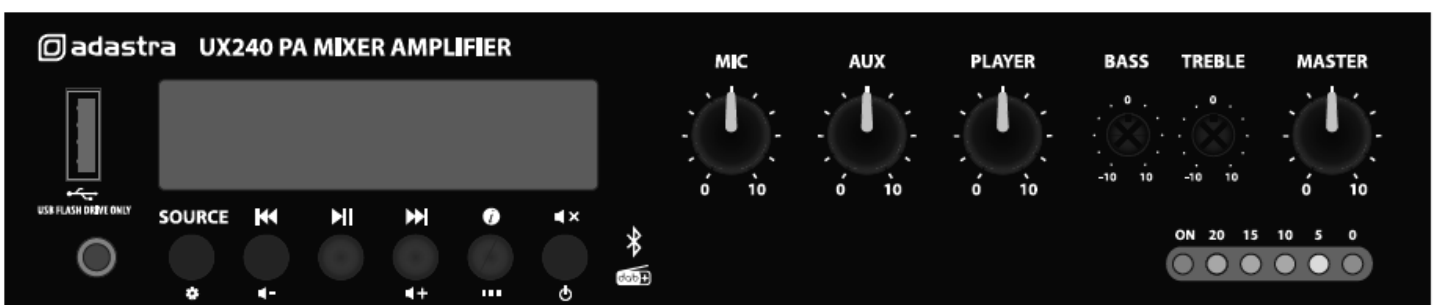 adastra UX240 PA MIXER AMPLIFIER
MIC AUX PLAYER BASS TREBLE MASTER
0 0
0 10 0 10 0 10 -10 10 -10 10 0 10
USB FLASH DRIVE ONLY
SOURCE
ON 20 15 10 5 0
dab+